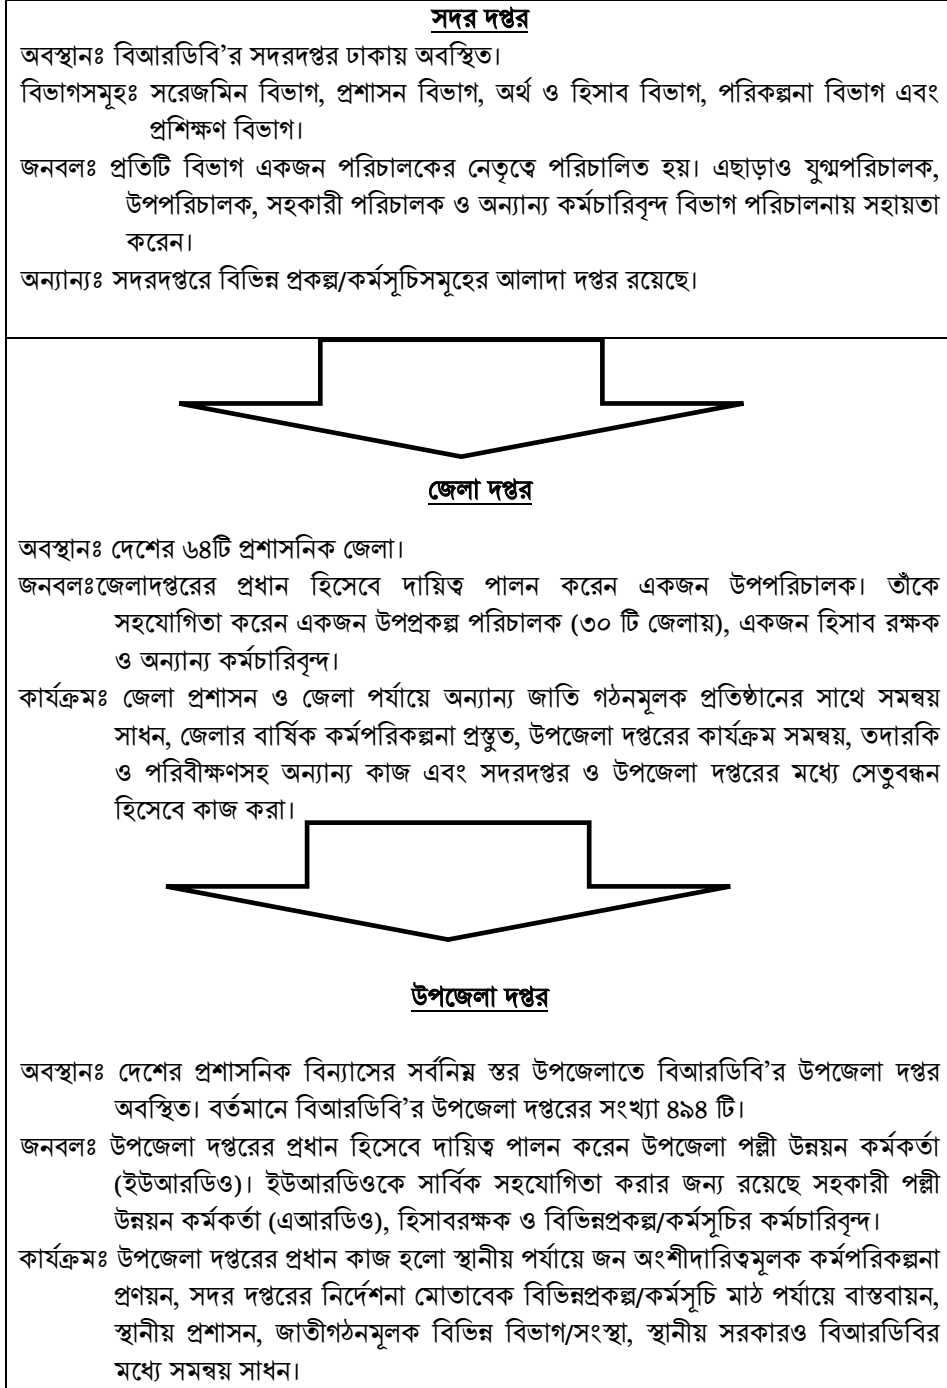 সদর দপ্তর
অবস্থানঃ বিআরডিবি’র সদরদপ্তর ঢাকায় অবস্থিত।
বিভাগসমূহঃ সরেজমিন বিভাগ, প্রশাসন বিভাগ, অর্থ ও হিসাব বিভাগ, পরিকল্পনা বিভাগ এবং
প্রশিক্ষণ বিভাগ।
জনবলঃ প্রতিটি বিভাগ একজন পরিচালকের নেতৃত্বে পরিচালিত হয়। এছাড়াও যুগ্মপরিচালক,
উপপরিচালক, সহকারী পরিচালক ও অন্যান্য কর্মচারিবৃন্দ বিভাগ পরিচালনায় সহায়তা
করেন।
অন্যান্যঃ সদরদপ্তরে বিভিন্ন প্রকল্প/কর্মসূচিসমূহের আলাদা দপ্তর রয়েছে।
জেলা দপ্তর
অবস্থানঃ দেশের ৬৪টি প্রশাসনিক জেলা।
জনবলঃজেলাদপ্তরের প্রধান হিসেবে দায়িত্ব পালন করেন একজন উপপরিচালক। তাঁকে
সহযোগিতা করেন একজন উপপ্রকল্প পরিচালক (৩০ টি জেলায়), একজন হিসাব রক্ষক
ও অন্যান্য কর্মচারিবৃন্দ।
কার্যক্রমঃ জেলা প্রশাসন ও জেলা পর্যায়ে অন্যান্য জাতি গঠনমূলক প্রতিষ্ঠানের সাথে সমন্বয়
সাধন, জেলার বার্ষিক কর্মপরিকল্পনা প্রস্তুত, উপজেলা দপ্তরের কার্যক্রম সমন্বয়, তদারকি
ও পরিবীক্ষণসহ অন্যান্য কাজ এবং সদরদপ্তর ও উপজেলা দপ্তরের মধ্যে সেতুবন্ধন
হিসেবে কাজ করা।
উপজেলা দপ্তর
অবস্থানঃ দেশের প্রশাসনিক বিন্যাসের সর্বনিম্ন স্তর উপজেলাতে বিআরডিবি’র উপজেলা দপ্তর
অবস্থিত। বর্তমানে বিআরডিবি’র উপজেলা দপ্তরের সংখ্যা ৪৯৪ টি।
জনবলঃ উপজেলা দপ্তরের প্রধান হিসেবে দায়িত্ব পালন করেন উপজেলা পল্লী উন্নয়ন কর্মকর্তা
(ইউআরডিও)। ইউআরডিওকে সার্বিক সহযোগিতা করার জন্য রয়েছে সহকারী পল্লী
উন্নয়ন কর্মকর্তা (এআরডিও), হিসাবরক্ষক ও বিভিন্নপ্রকল্প/কর্মসূচির কর্মচারিবৃন্দ।
কার্যক্রমঃ উপজেলা দপ্তরের প্রধান কাজ হলো স্থানীয় পর্যায়ে জন অংশীদারিত্বমূলক কর্মপরিকল্পনা
প্রণয়ন, সদর দপ্তরের নির্দেশনা মোতাবেক বিভিন্নপ্রকল্প/কর্মসূচি মাঠ পর্যায়ে বাস্তবায়ন,
স্থানীয় প্রশাসন, জাতীগঠনমূলক বিভিন্ন বিভাগ/সংস্থা, স্থানীয় সরকারও বিআরডিবির
মধ্যে সমন্বয় সাধন।